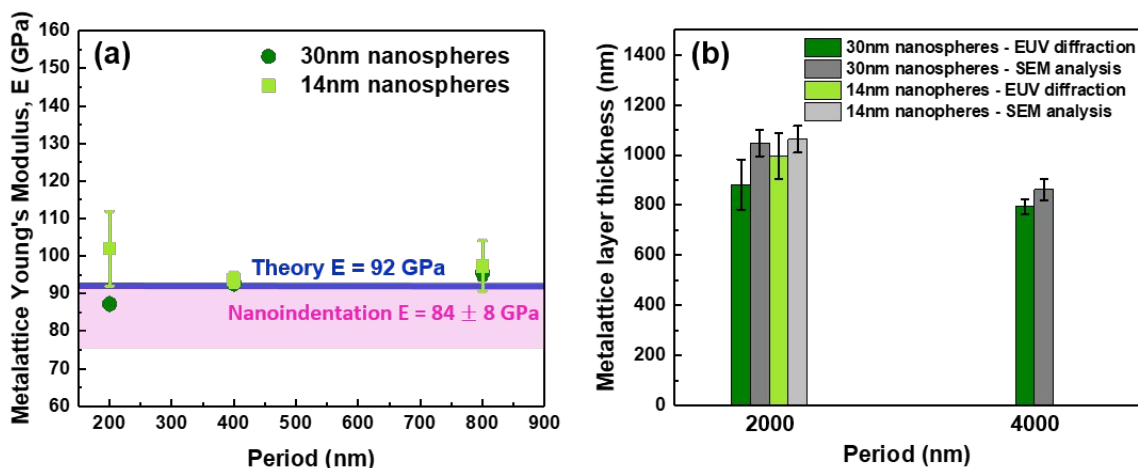 (a)
30nm nanospheres
14nm nanospheres
Theory E = 92 GPa
Nanoindentation E = 84 ± 8 GPa
Metalattice Young's Modulus, E (GPa)
160
150
140
130
120
110
100
90
80
70
60
200 300 400 500 600 700 800 900
Period (nm)
(b)
30nm nanospheres - EUV diffraction
30nm nanospheres - SEM analysis
14nm nanopheres - EUV diffraction
14nm nanopheres - SEM analysis
Metalattice layer thickness (nm)
1400
1200
1000
800
600
400
200
0
2000 4000
Period (nm)